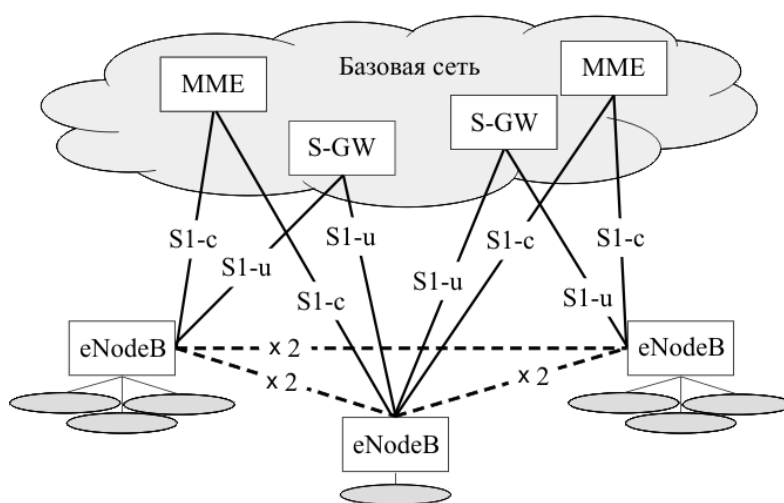 Базовая сеть
MME
MME
S-GW
S-GW
S1-c
S1-u
S1-u
S1-c
S1-u
S1-c
S1-c
S1-u
eNodeB
x 2
eNodeB
x 2
x 2
eNodeB